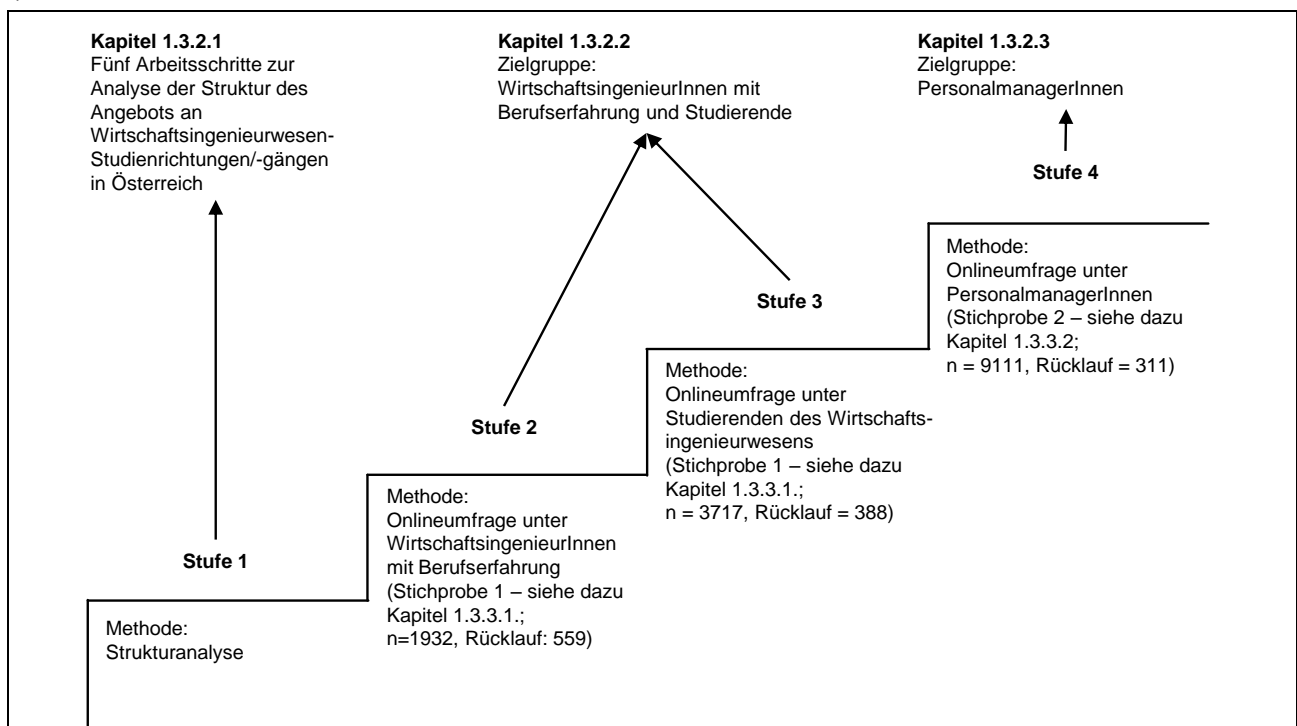 Kapitel 1.3.2.1
Fünf Arbeitsschritte zur
Analyse der Struktur des
Angebots an
Wirtschaftsingenieurwesen-
Studienrichtungen/-gängen
in Österreich
Kapitel 1.3.2.2
Zielgruppe:
WirtschaftsingenieurInnen mit
Berufserfahrung und Studierende
Kapitel 1.3.2.3
Zielgruppe:
PersonalmanagerInnen
Stufe 1
Methode:
Strukturanalyse
Stufe 2
Methode:
Onlineumfrage unter
WirtschaftsingenieurInnen
mit Berufserfahrung
(Stichprobe 1 – siehe dazu
Kapitel 1.3.3.1.;
n=1932, Rücklauf: 559)
Stufe 3
Methode:
Onlineumfrage unter
Studierenden des Wirtschafts-
ingenieurwesens
(Stichprobe 1 – siehe dazu
Kapitel 1.3.3.1.;
n = 3717, Rücklauf = 388)
Stufe 4
Methode:
Onlineumfrage unter
PersonalmanagerInnen
(Stichprobe 2 – siehe dazu
Kapitel 1.3.3.2;
n = 9111, Rücklauf = 311)